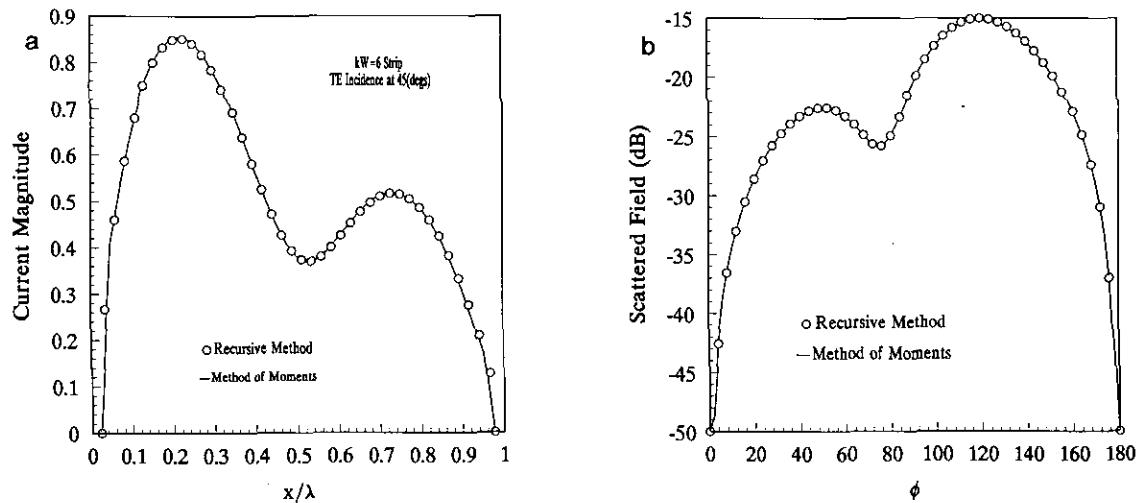 a
0.9
0.8
0.7
0.6
0.5
0.4
0.3
0.2
0.1
0
Current Magnitude
kW=6 Strip
TE Incidence at 45(degs)
Recursive Method
Method of Moments
0 0.1 0.2 0.3 0.4 0.5 0.6 0.7 0.8 0.9 1
x/λ
b
-15
-20
-25
-30
-35
-40
-45
-50
Scattered Field (dB)
Recursive Method
Method of Moments
0 20 40 60 80 100 120 140 160 180
ϕ